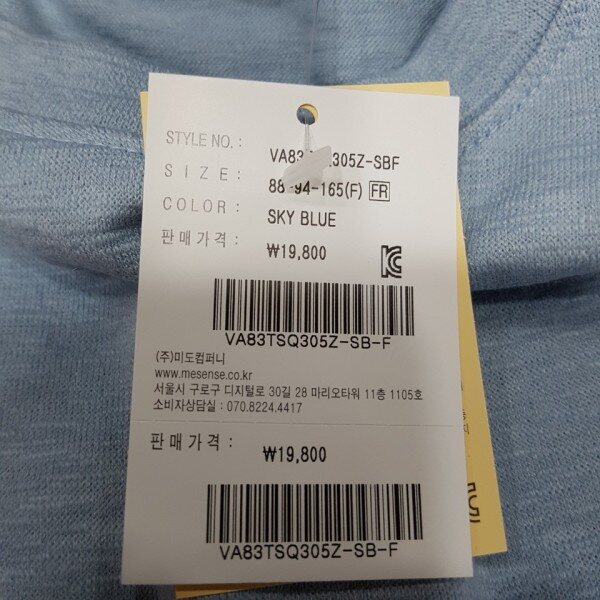 STYLE NO. : VA83 305Z-SBF
SIZE : 88-94-165(F) FR
COLOR : SKY BLUE
판매가격 : ₩19,800
VA83TSQ305Z-SB-F
(주)미도컴퍼니
www.mesense.co.kr
서울시 구로구 디지털로 30길 28 마리오타워 11층 1105호
소비자상담실 : 070.8224.4417
판매가격 : ₩19,800
VA83TSQ305Z-SB-F